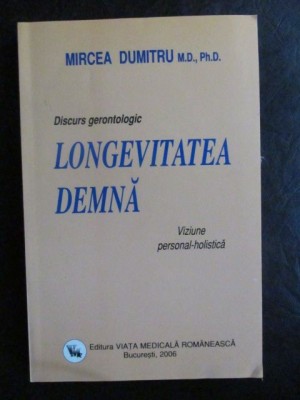 MIRCEA DUMITRU M.D., Ph.D.
Discurs gerontologic
LONGEVITATEA
DEMNĂ
Viziune
personal-holistică
Editura VIAȚA MEDICALĂ ROMÂNEASCĂ
București, 2006